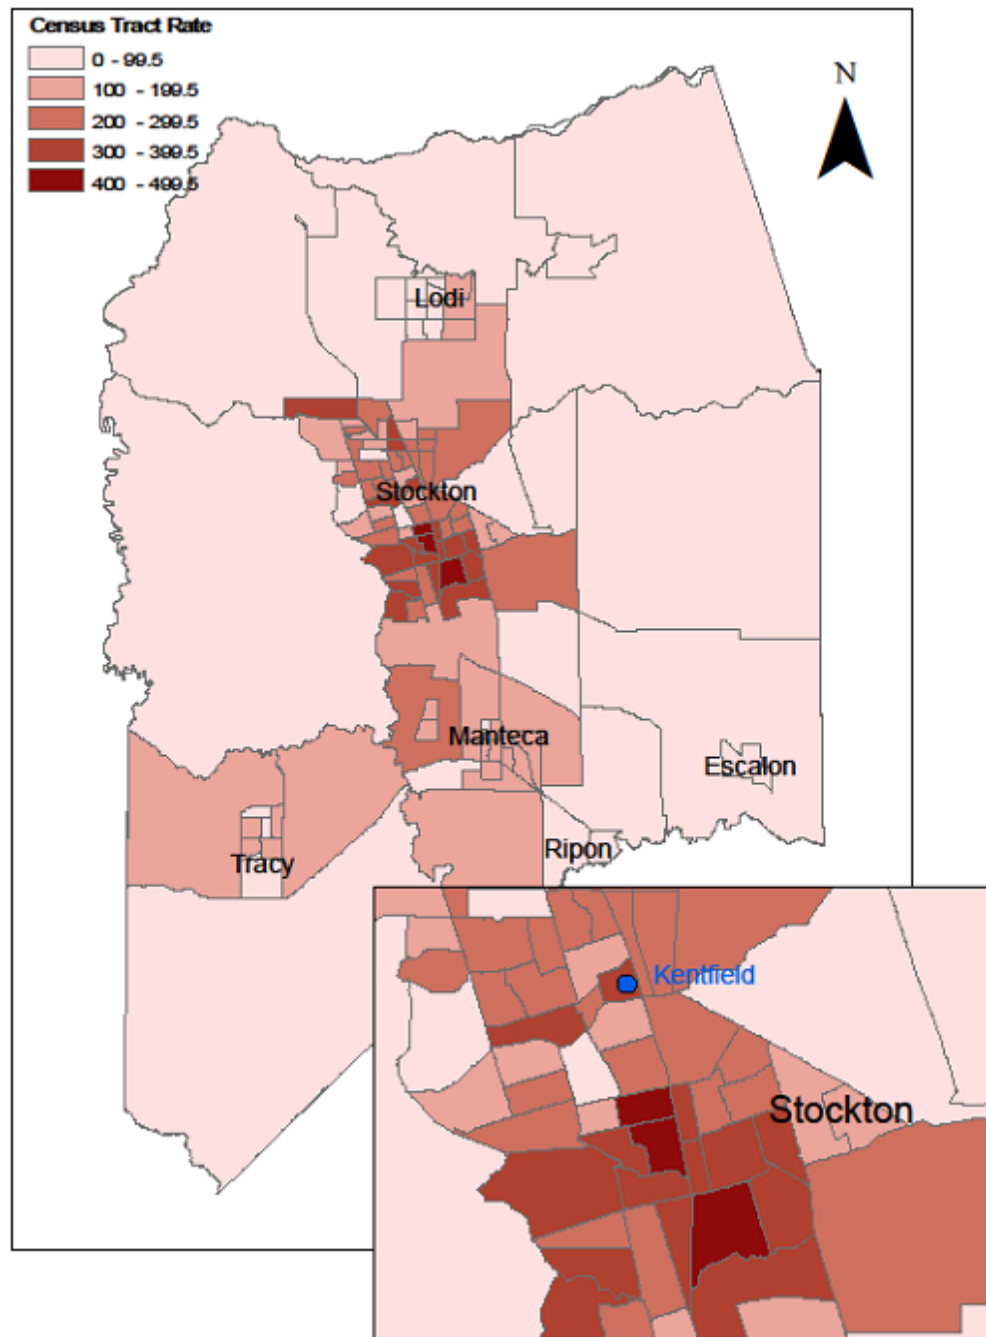 Census Tract Rate
0 - 99.5
100 - 199.5
200 - 299.5
300 - 399.5
400 - 499.5
N
Lodi
Stockton
Manteca
Escalon
Ripon
Tracy
Kentfield
Stockton